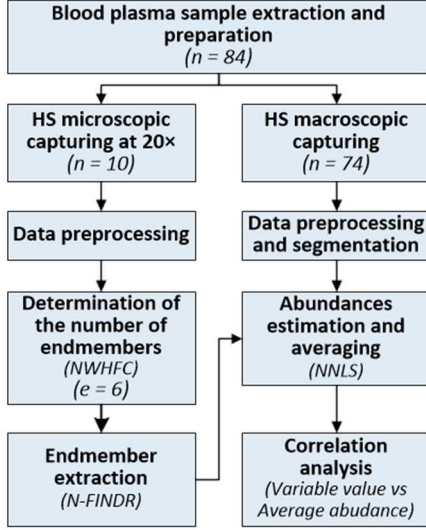 Blood plasma sample extraction and
preparation
(n = 84)
HS microscopic
capturing at 20×
(n = 10)
HS macroscopic
capturing
(n = 74)
Data preprocessing
Data preprocessing
and segmentation
Determination of
the number of
endmembers
(NWHFC)
(e = 6)
Abundances
estimation and
averaging
(NNLS)
Endmember
extraction
(N-FINDR)
Correlation
analysis
(Variable value vs
Average abudance)